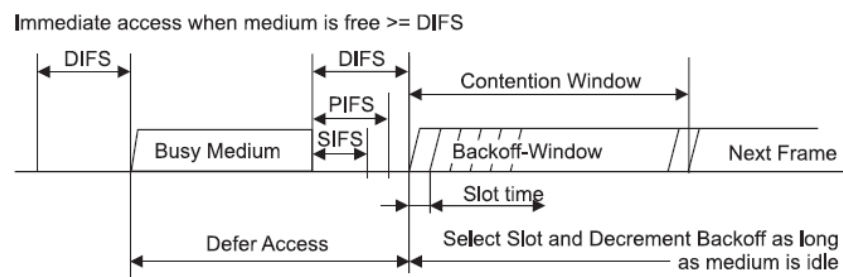 Immediate access when medium is free >= DIFS
DIFS
DIFS
Contention Window
PIFS
SIFS
Busy Medium
Backoff-Window
Next Frame
Slot time
Defer Access
Select Slot and Decrement Backoff as long
as medium is idle